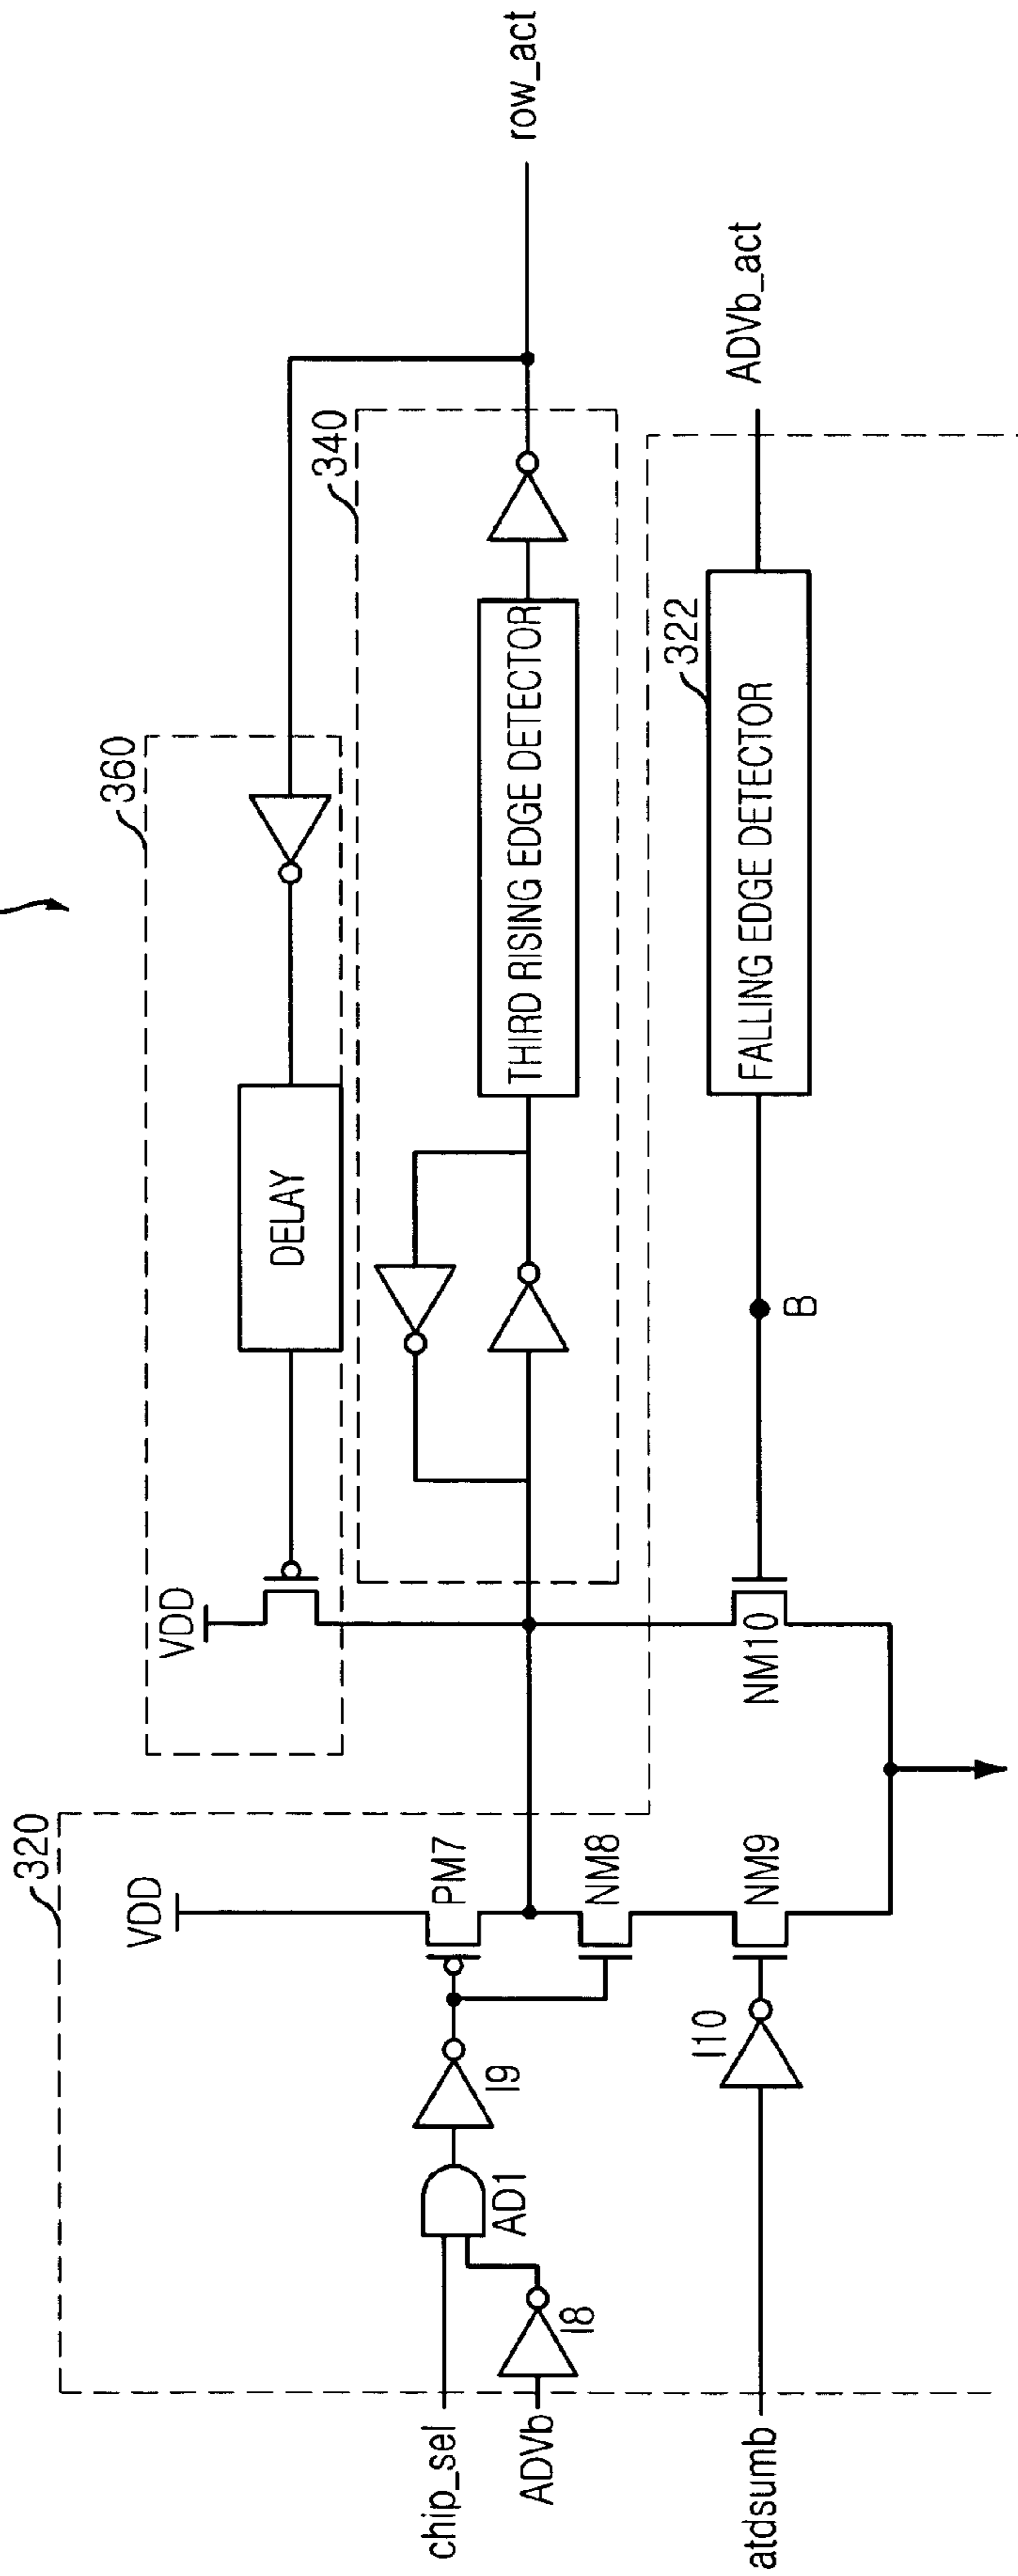 320
VDD
PM7
NM8
NM9
I9
AD1
I8
I10
chip_sel
ADVb
atdsumb
360
VDD
DELAY
340
THIRD RISING EDGE DETECTOR
row_act
322
FALLING EDGE DETECTOR
B
NM10
ADVb_act